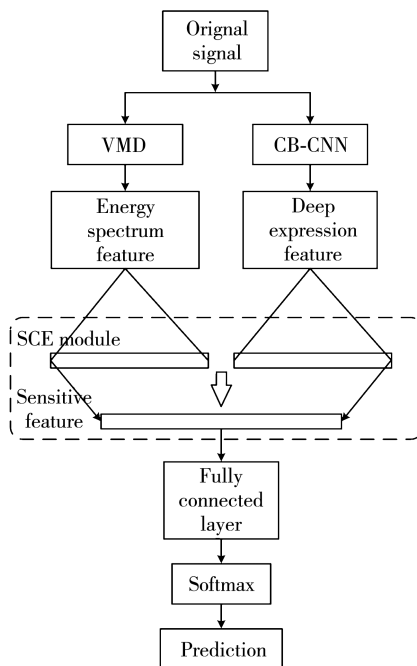 Orignal
signal
VMD
CB-CNN
Energy
spectrum
feature
Deep
expression
feature
SCE module
Sensitive
feature
Fully
connected
layer
Softmax
Prediction